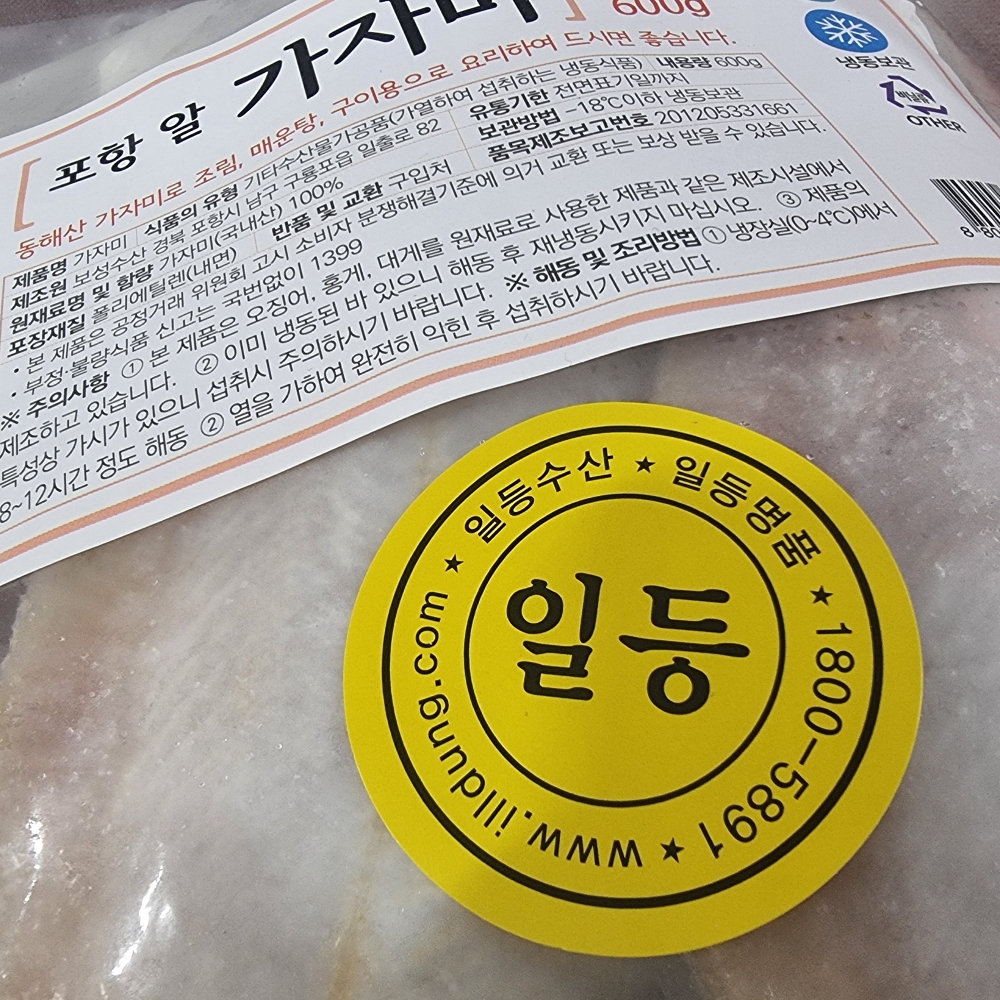 [ 포항 알 가자미 ] 600g
동해산 가자미로 조림, 매운탕, 구이용으로 요리하여 드시면 좋습니다.
제품명 가자미 식품의 유형 기타수산물가공품(가열하여 섭취하는 냉동식품) 내용량 600g
제조원 보성수산 경북 포항시 남구 구룡포읍 일출로 82 유통기한 전면표기일까지
원재료명 및 함량 가자미(국내산) 100% 보관방법 -18℃이하 냉동보관
포장재질 폴리에틸렌(내면) 반품 및 교환 구입처 품목제조보고번호 201205331661
• 본 제품은 공정거래 위원회 고시 소비자 분쟁해결기준에 의거 교환 또는 보상 받을 수 있습니다.
• 부정·불량식품 신고는 국번없이 1399
※ 주의사항 ① 본 제품은 오징어, 홍게, 대게를 원재료로 사용한 제품과 같은 제조시설에서
제조하고 있습니다. ② 이미 냉동된 바 있으니 해동 후 재냉동시키지 마십시오. ③ 제품의
특성상 가시가 있으니 섭취시 주의하시기 바랍니다. ※ 해동 및 조리방법 ① 냉장실(0~4℃)에서
8~12시간 정도 해동 ② 열을 가하여 완전히 익힌 후 섭취하시기 바랍니다.
냉동보관
비닐류
OTHER
일등수산 ★ 일등명품 ★ 1800-5891 ★ www.illdung.com ★
일등